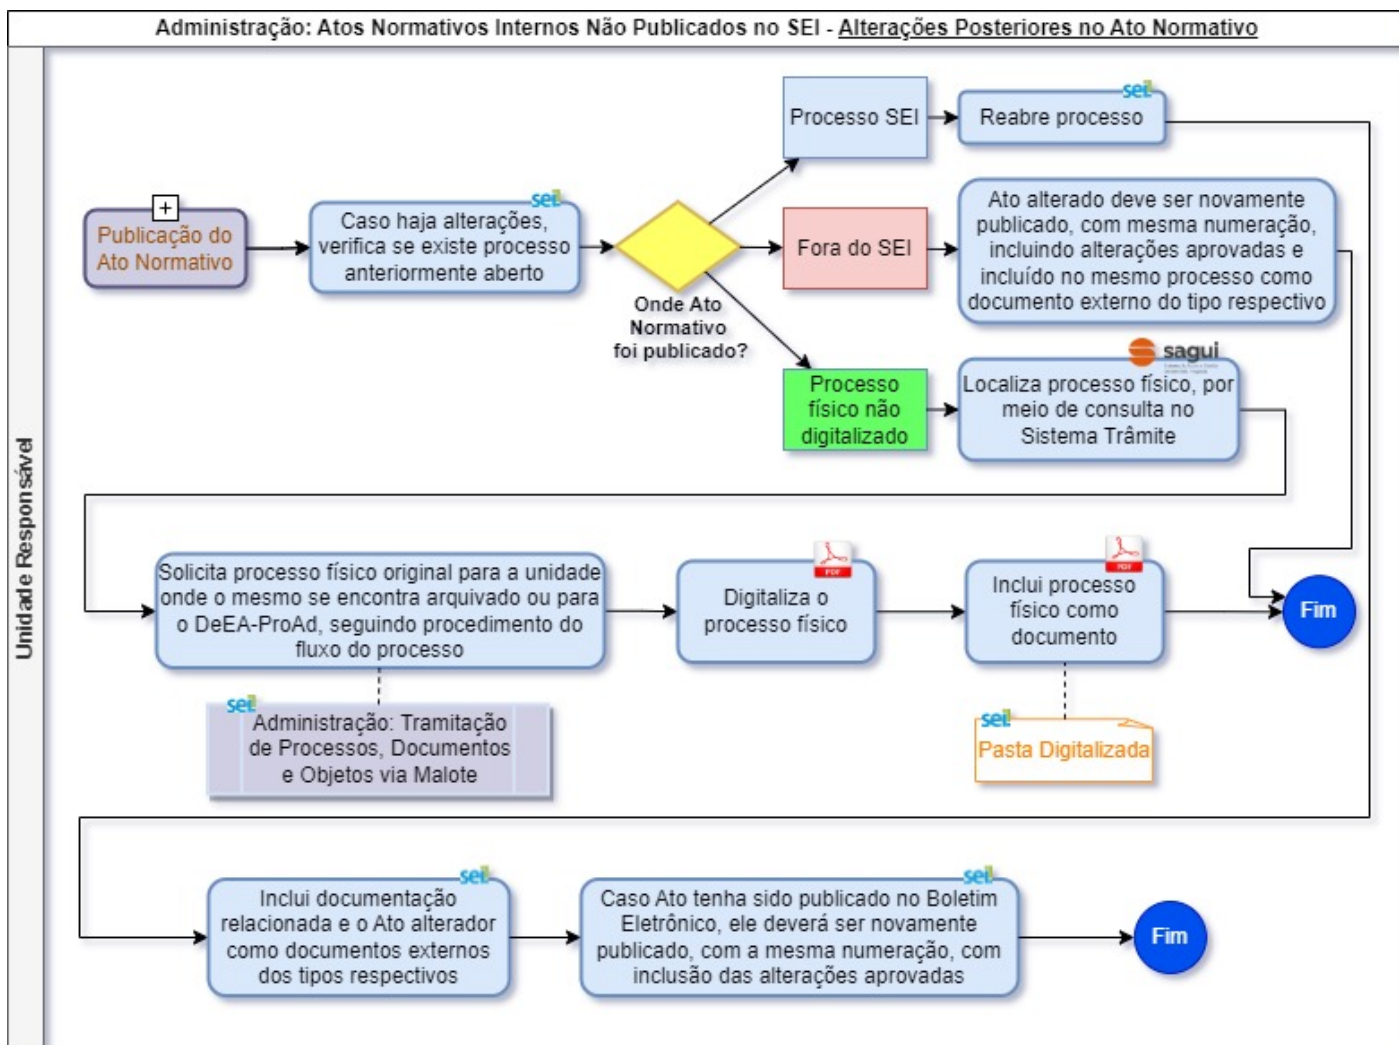 Administração: Atos Normativos Internos Não Publicados no SEI - Alterações Posteriores no Ato Normativo
Unidade Responsável
Publicação do
Ato Normativo
sei!
Caso haja alterações,
verifica se existe processo
anteriormente aberto
Onde Ato
Normativo
foi publicado?
Processo SEI
sei!
Reabre processo
Fora do SEI
Ato alterado deve ser novamente
publicado, com mesma numeração,
incluindo alterações aprovadas e
incluído no mesmo processo como
documento externo do tipo respectivo
Processo
físico não
digitalizado
sagui
Localiza processo físico, por
meio de consulta no
Sistema Trâmite
Solicita processo físico original para a unidade
onde o mesmo se encontra arquivado ou para
o DeEA-ProAd, seguindo procedimento do
fluxo do processo
sei!
Administração: Tramitação
de Processos, Documentos
e Objetos via Malote
PDF
Digitaliza o
processo físico
PDF
Inclui processo
físico como
documento
sei!
Pasta Digitalizada
Fim
sei!
Inclui documentação
relacionada e o Ato alterador
como documentos externos
dos tipos respectivos
sei!
Caso Ato tenha sido publicado no Boletim
Eletrônico, ele deverá ser novamente
publicado, com a mesma numeração, com
inclusão das alterações aprovadas
Fim